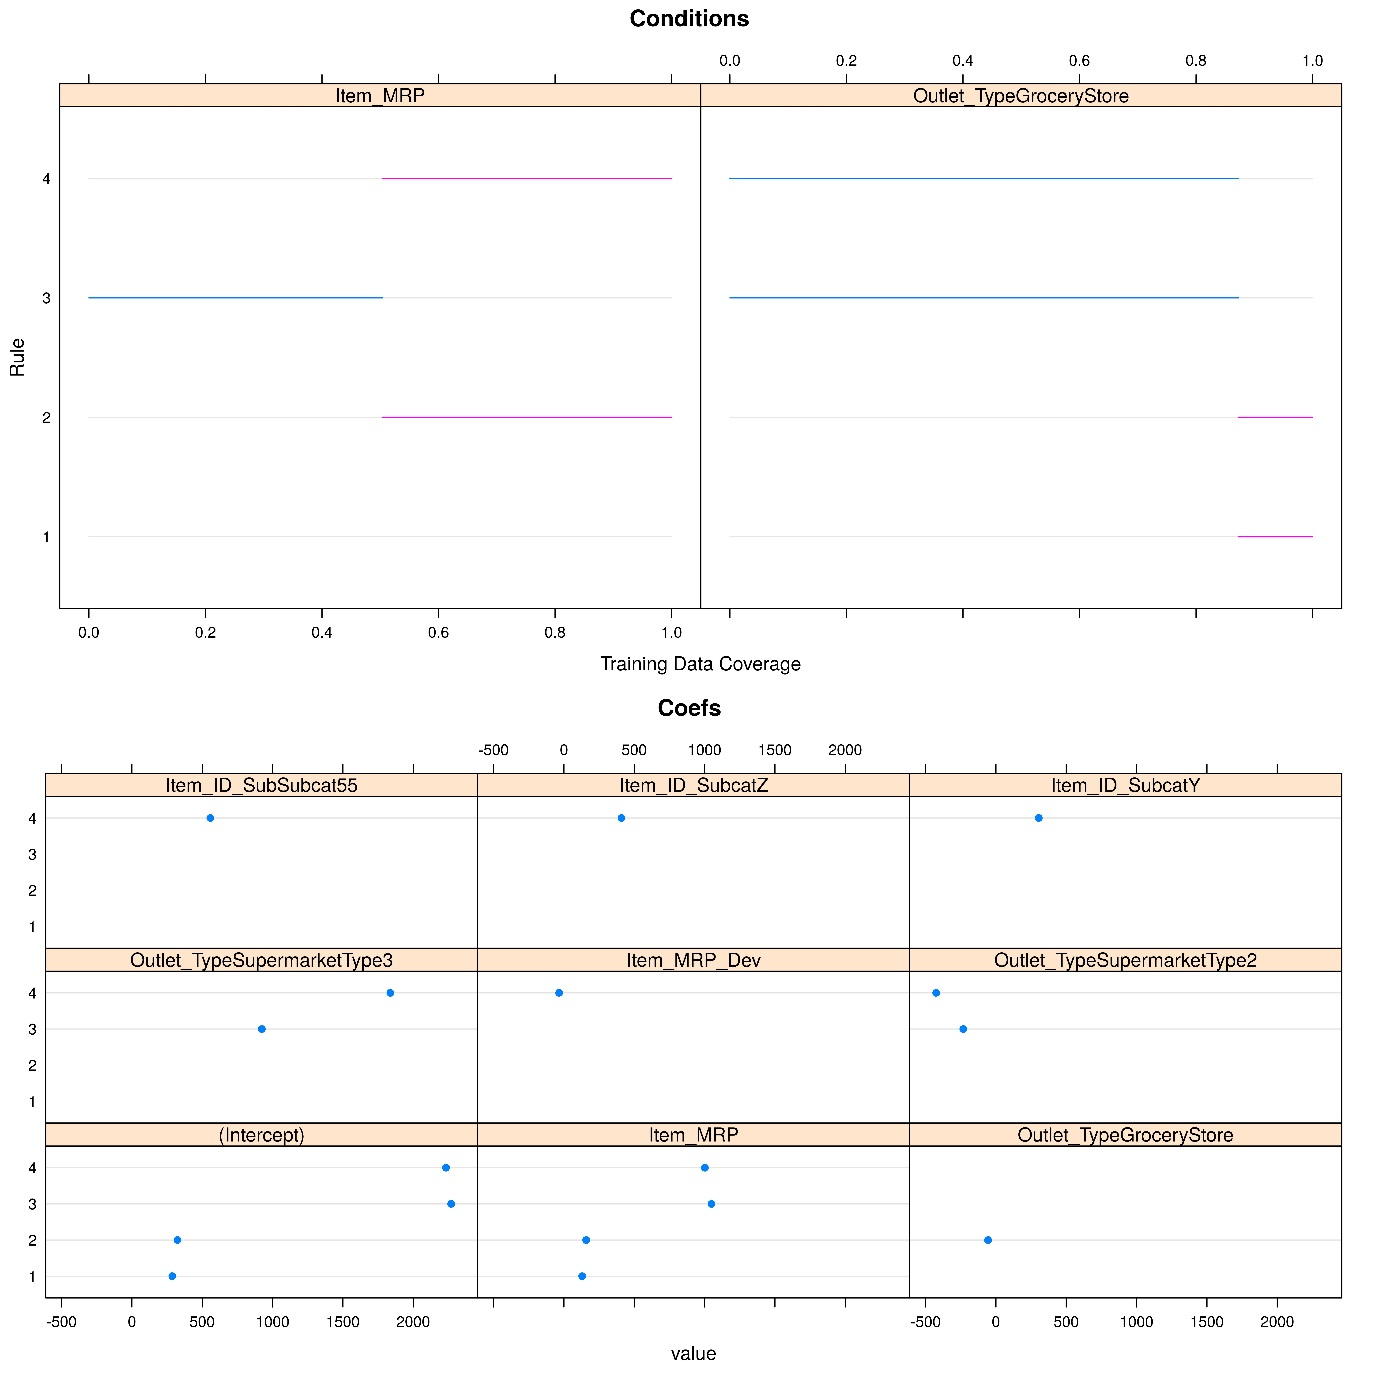 Conditions
0.0 0.2 0.4 0.6 0.8 1.0
Item_MRP Outlet_TypeGroceryStore
4
3
Rule
2
1
0.0 0.2 0.4 0.6 0.8 1.0
Training Data Coverage
Coefs
-500 0 500 1000 1500 2000
Item_ID_SubSubcat55 Item_ID_SubcatZ Item_ID_SubcatY
4
3
2
1
Outlet_TypeSupermarketType3 Item_MRP_Dev Outlet_TypeSupermarketType2
4
3
2
1
(Intercept) Item_MRP Outlet_TypeGroceryStore
4
3
2
1
-500 0 500 1000 1500 2000 -500 0 500 1000 1500 2000
value